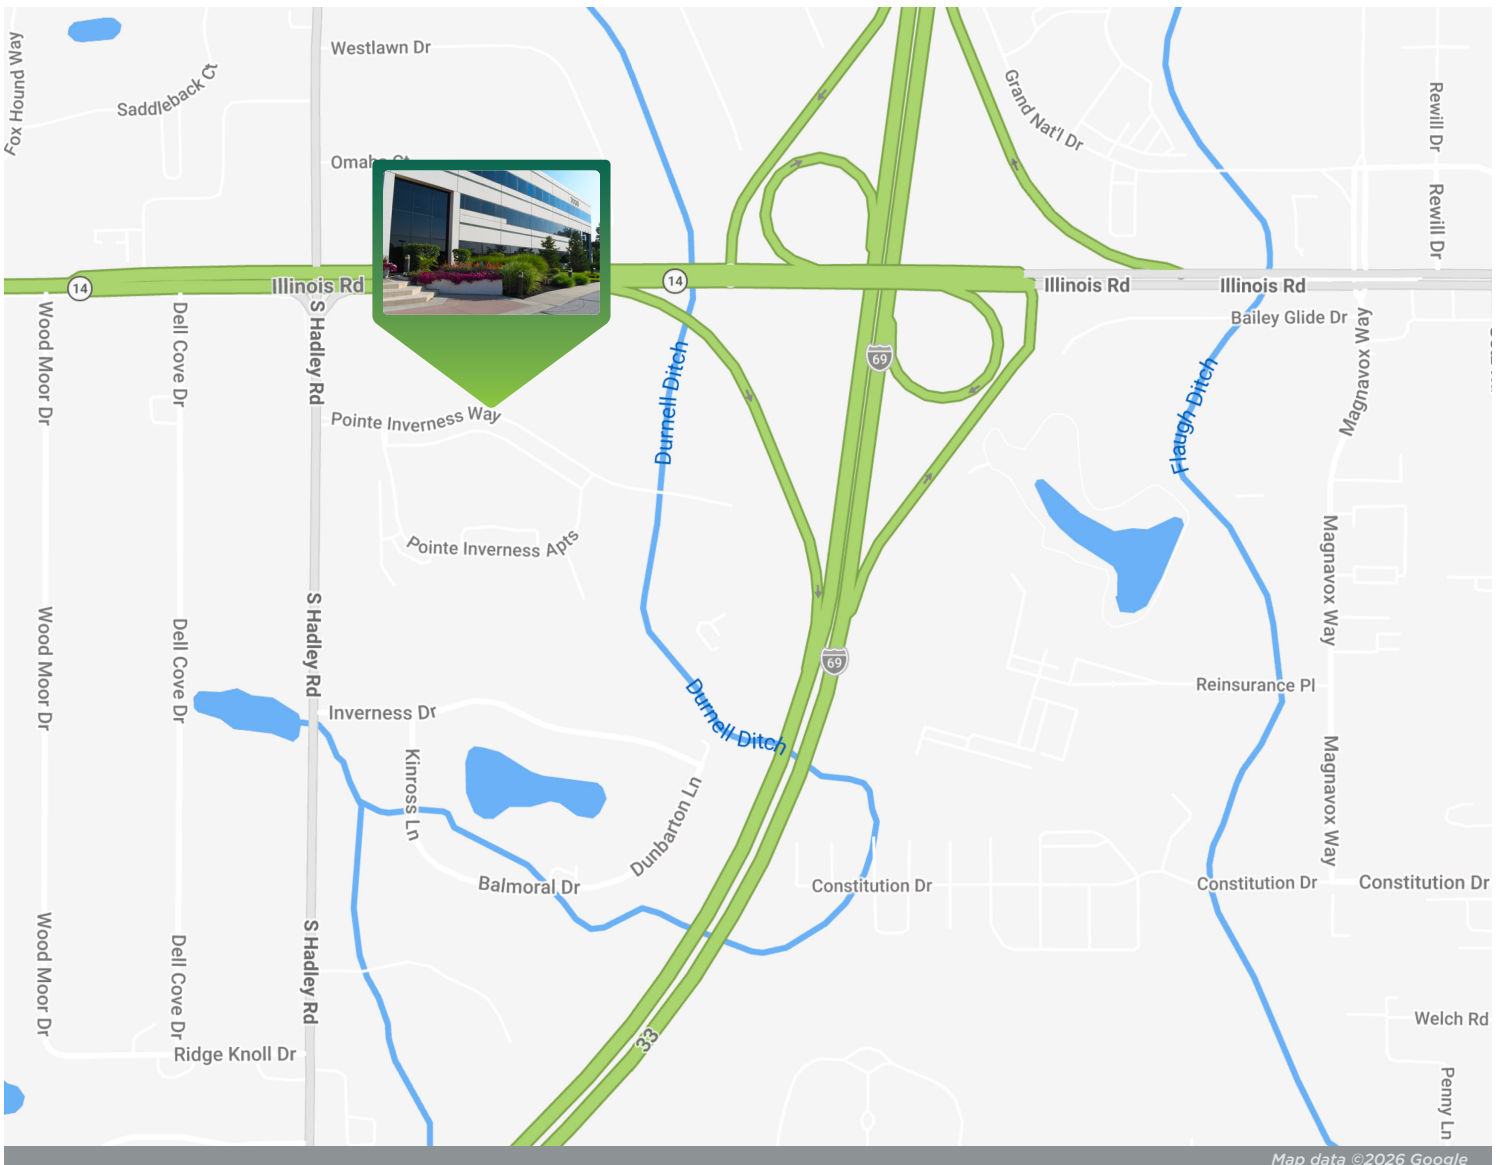 Westlawn Dr
Fox Hound Way
Saddleback Ct
Grand Nat'l Dr
Rewill Dr
Omaha Ct
Rewill Dr
14
Illinois Rd
14
Illinois Rd
Illinois Rd
Bailey Glide Dr
Wood Moor Dr
Dell Cove Dr
S Hadley Rd
Durnell Ditch
69
Flaugh Ditch
Magnavox Way
Pointe Inverness Way
Pointe Inverness Apts
Magnavox Way
Wood Moor Dr
Dell Cove Dr
S Hadley Rd
69
Reinsurance Pl
Inverness Dr
Durnell Ditch
Kinross Ln
Dunbarton Ln
Magnavox Way
Balmoral Dr
Constitution Dr
Constitution Dr
Constitution Dr
Wood Moor Dr
Dell Cove Dr
S Hadley Rd
Ridge Knoll Dr
33
Welch Rd
Penny Ln
Map data ©2026 Google